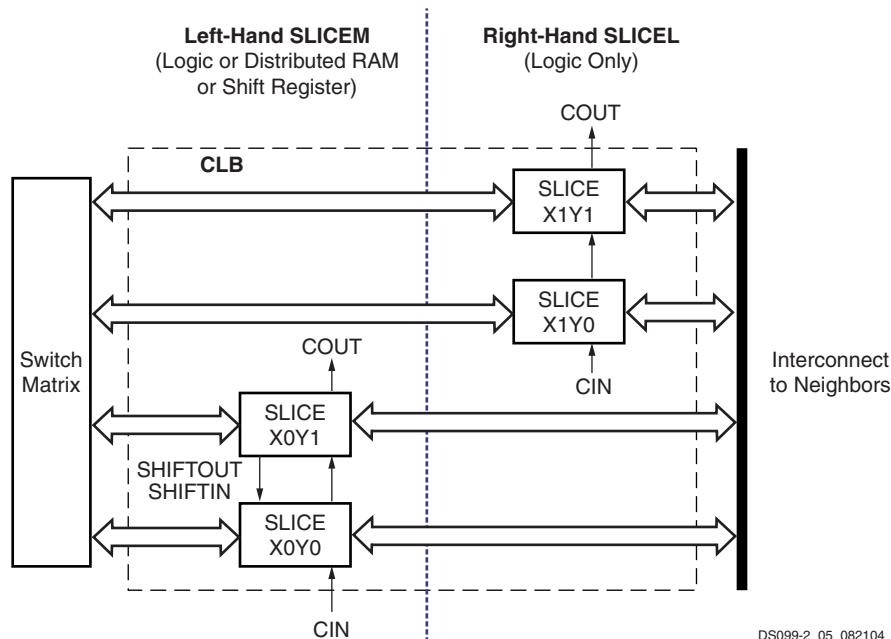 Left-Hand SLICEM
(Logic or Distributed RAM
or Shift Register)
Right-Hand SLICEL
(Logic Only)
COUT
CLB
SLICE
X1Y1
SLICE
X1Y0
Switch
Matrix
COUT
CIN
Interconnect
to Neighbors
SLICE
X0Y1
SHIFTOUT
SHIFTIN
SLICE
X0Y0
CIN
DS099-2_05_082104